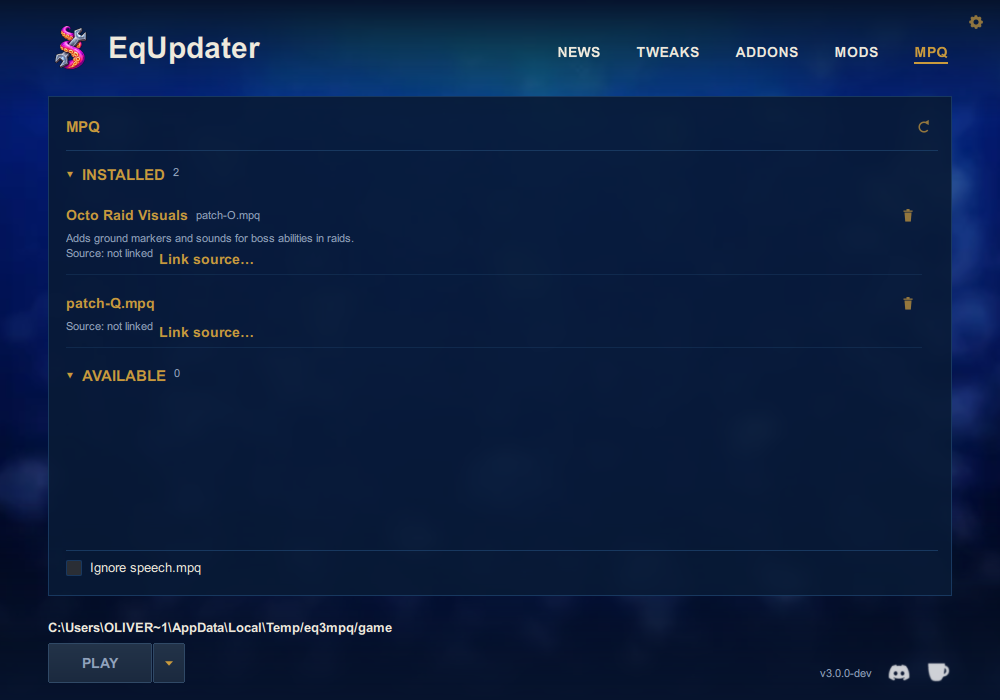 EqUpdater
NEWS TWEAKS ADDONS MODS MPQ
MPQ
INSTALLED 2
Octo Raid Visuals patch-O.mpq
Adds ground markers and sounds for boss abilities in raids.
Source: not linked Link source...
patch-Q.mpq
Source: not linked Link source...
AVAILABLE 0
Ignore speech.mpq
C:\Users\OLIVER~1\AppData\Local\Temp/eq3mpq/game
PLAY
v3.0.0-dev